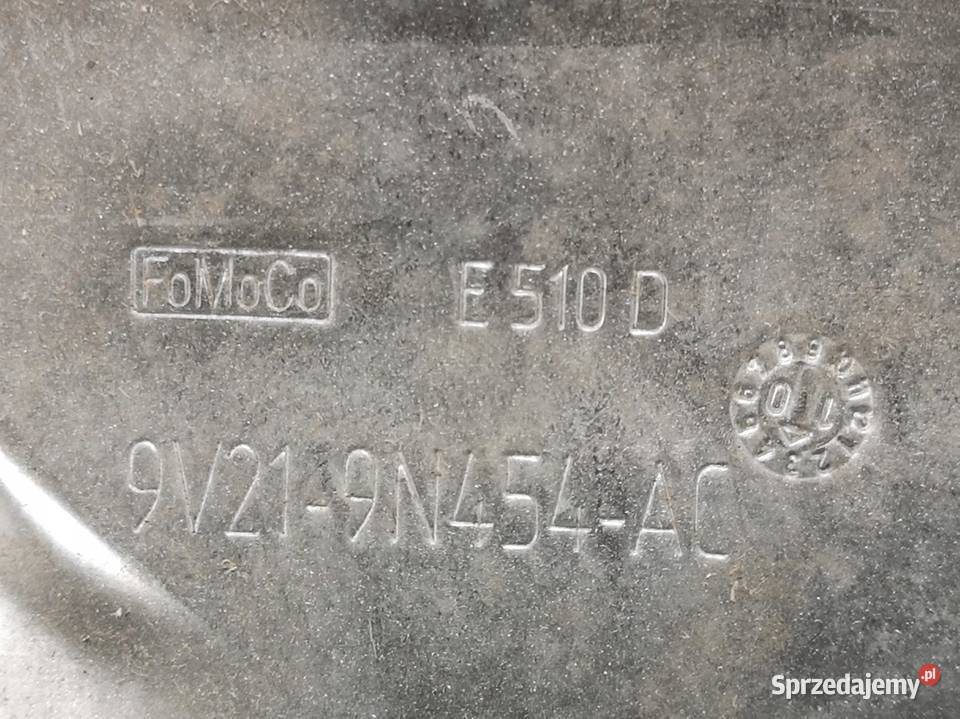 FoMoCo E 510 D
9V21-9N454-AC
Sprzedajemy.pl